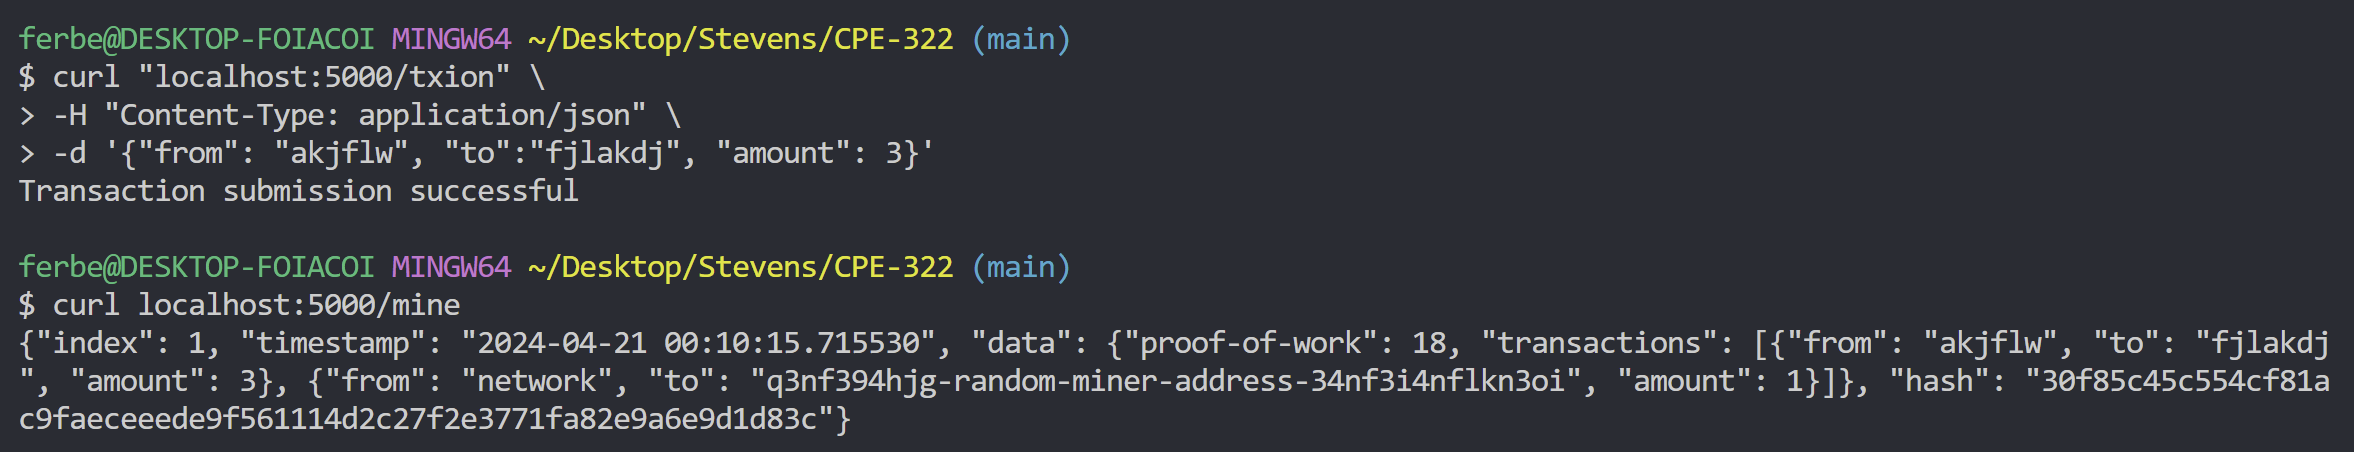 ferbe@DESKTOP-FOIACOI MINGW64 ~/Desktop/Stevens/CPE-322 (main)
$ curl "localhost:5000/txion" \
> -H "Content-Type: application/json" \
> -d '{"from": "akjflw", "to":"fjlakdj", "amount": 3}'
Transaction submission successful
ferbe@DESKTOP-FOIACOI MINGW64 ~/Desktop/Stevens/CPE-322 (main)
$ curl localhost:5000/mine
{"index": 1, "timestamp": "2024-04-21 00:10:15.715530", "data": {"proof-of-work": 18, "transactions": [{"from": "akjflw", "to": "fjlakdj
", "amount": 3}, {"from": "network", "to": "q3nf394hjg-random-miner-address-34nf3i4nflkn3oi", "amount": 1}]}, "hash": "30f85c45c554cf81a
c9faeceeede9f561114d2c27f2e3771fa82e9a6e9d1d83c"}